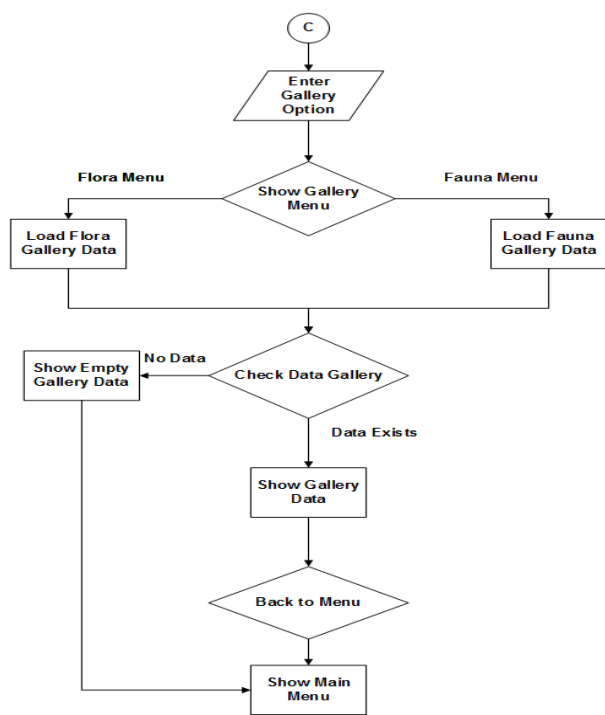 C
Enter
Gallery
Option
Flora Menu
Show Gallery
Menu
Fauna Menu
Load Flora
Gallery Data
Load Fauna
Gallery Data
Show Empty
Gallery Data
No Data
Check Data Gallery
Data Exists
Show Gallery
Data
Back to Menu
Show Main
Menu